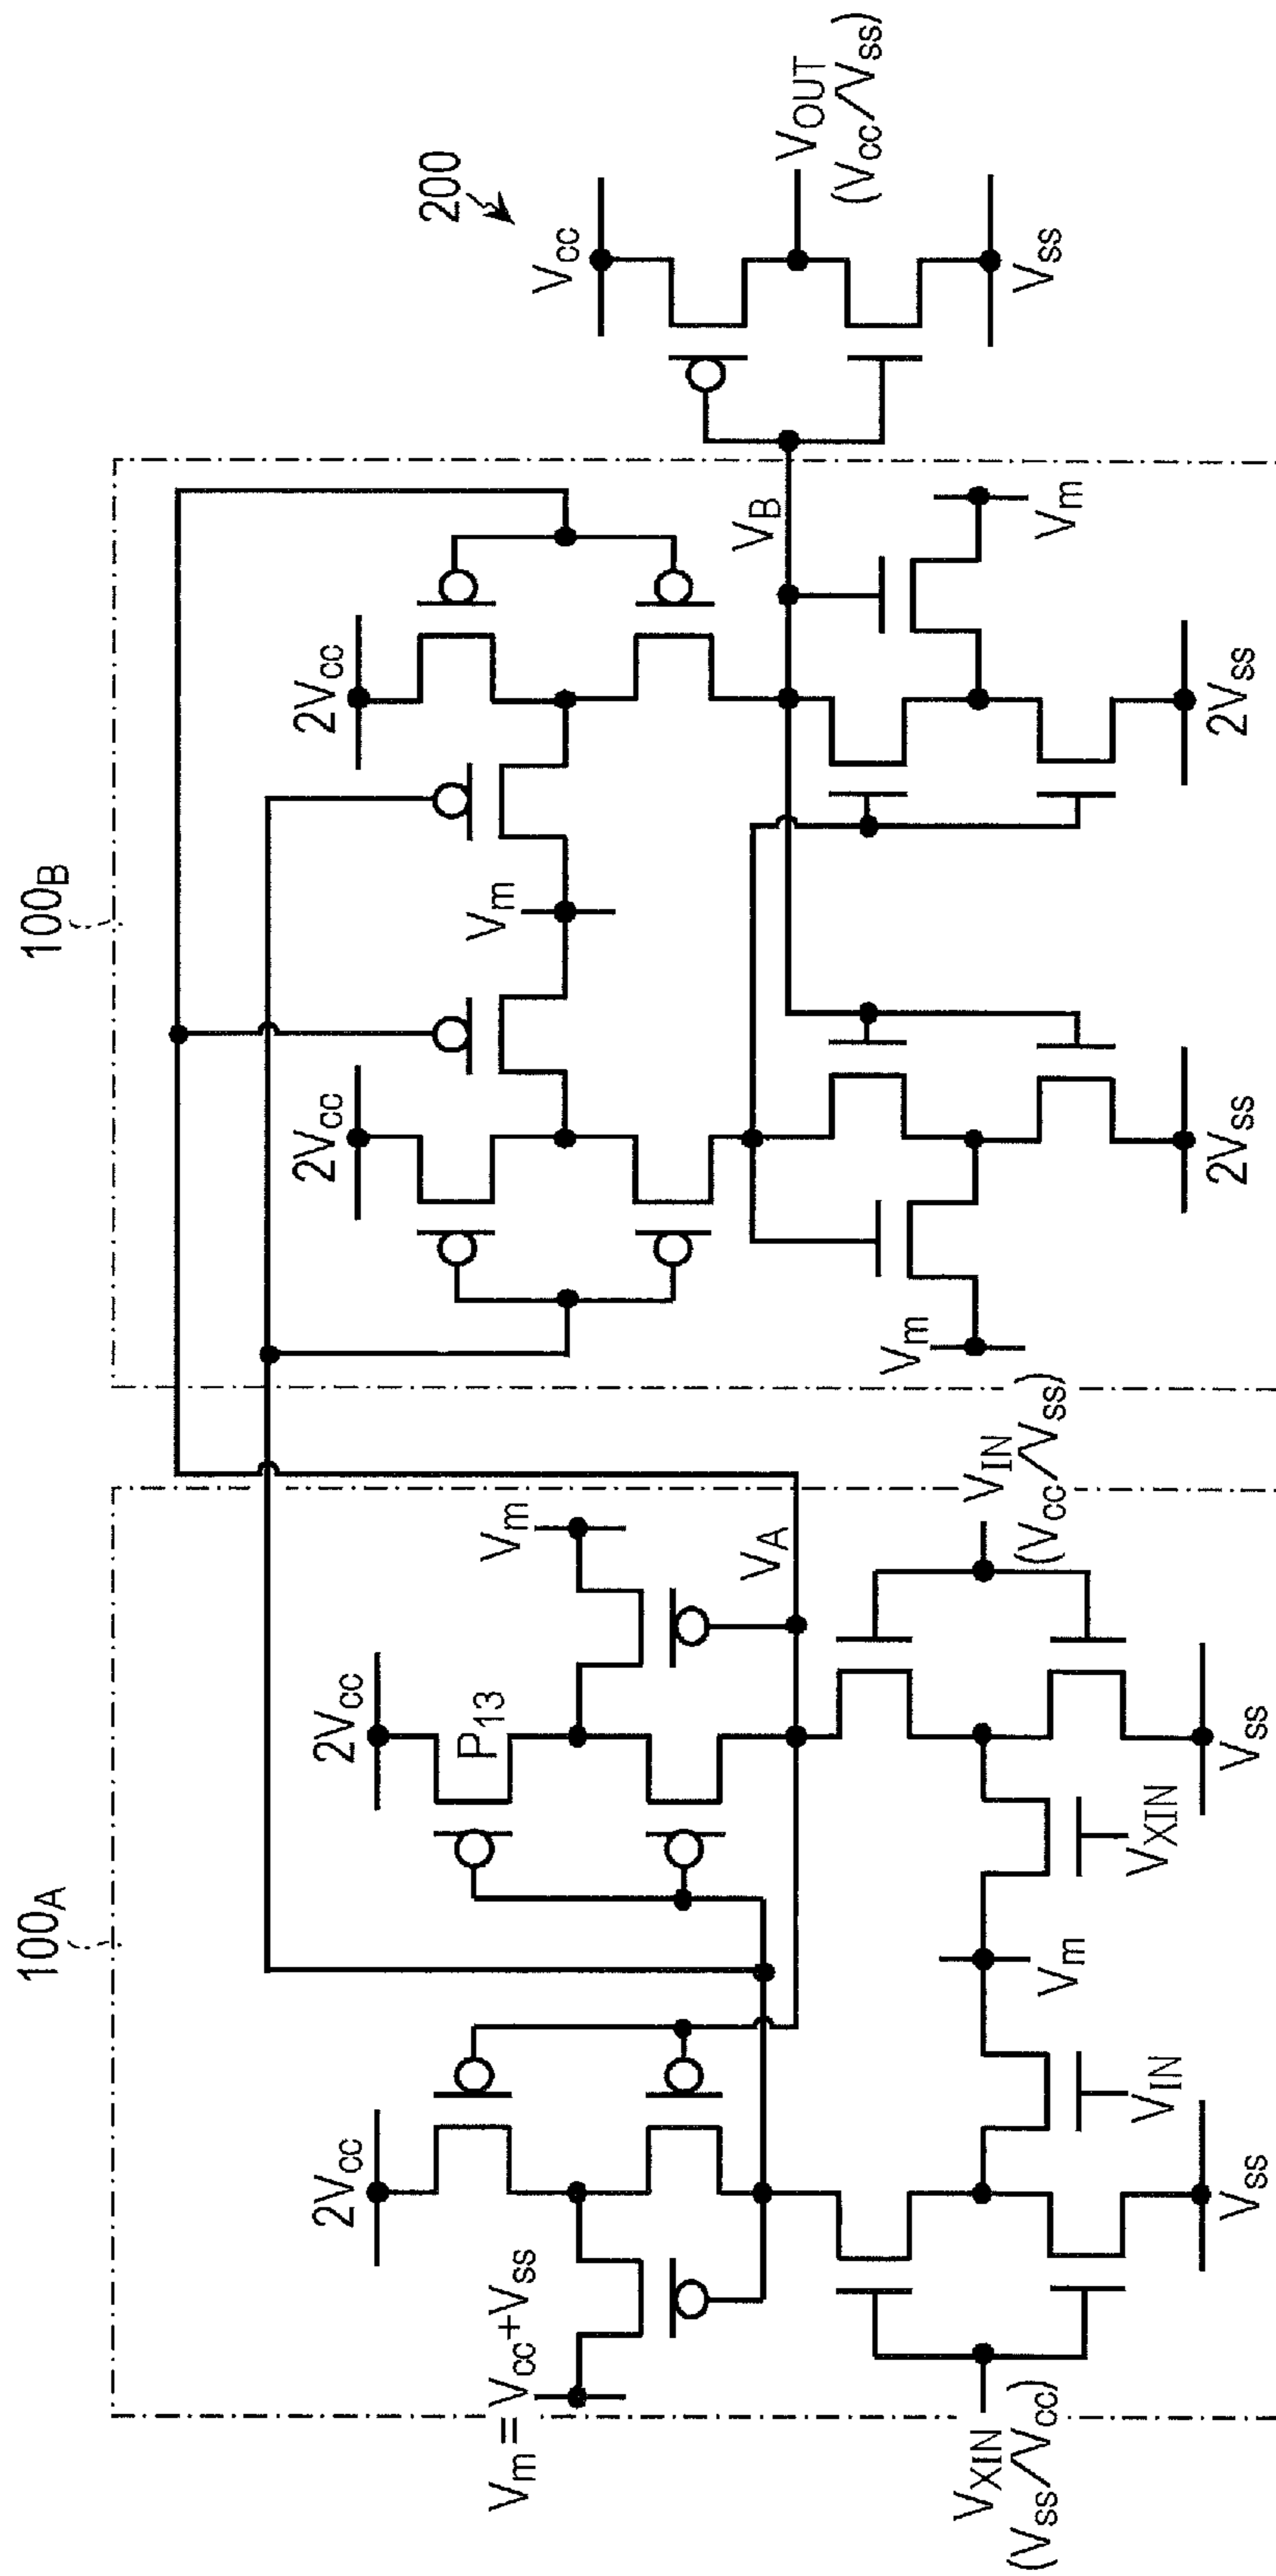 100A
100B
200
2Vcc
2Vcc
2Vcc
2Vcc
Vcc
Vm = Vcc+Vss
P13
Vm
Vm
VA
VB
VOUT
(Vcc/Vss)
VXIN
(Vss/Vcc)
VIN
Vm
VXIN
VIN
(Vcc/Vss)
Vm
Vm
Vss
Vss
2Vss
2Vss
Vss